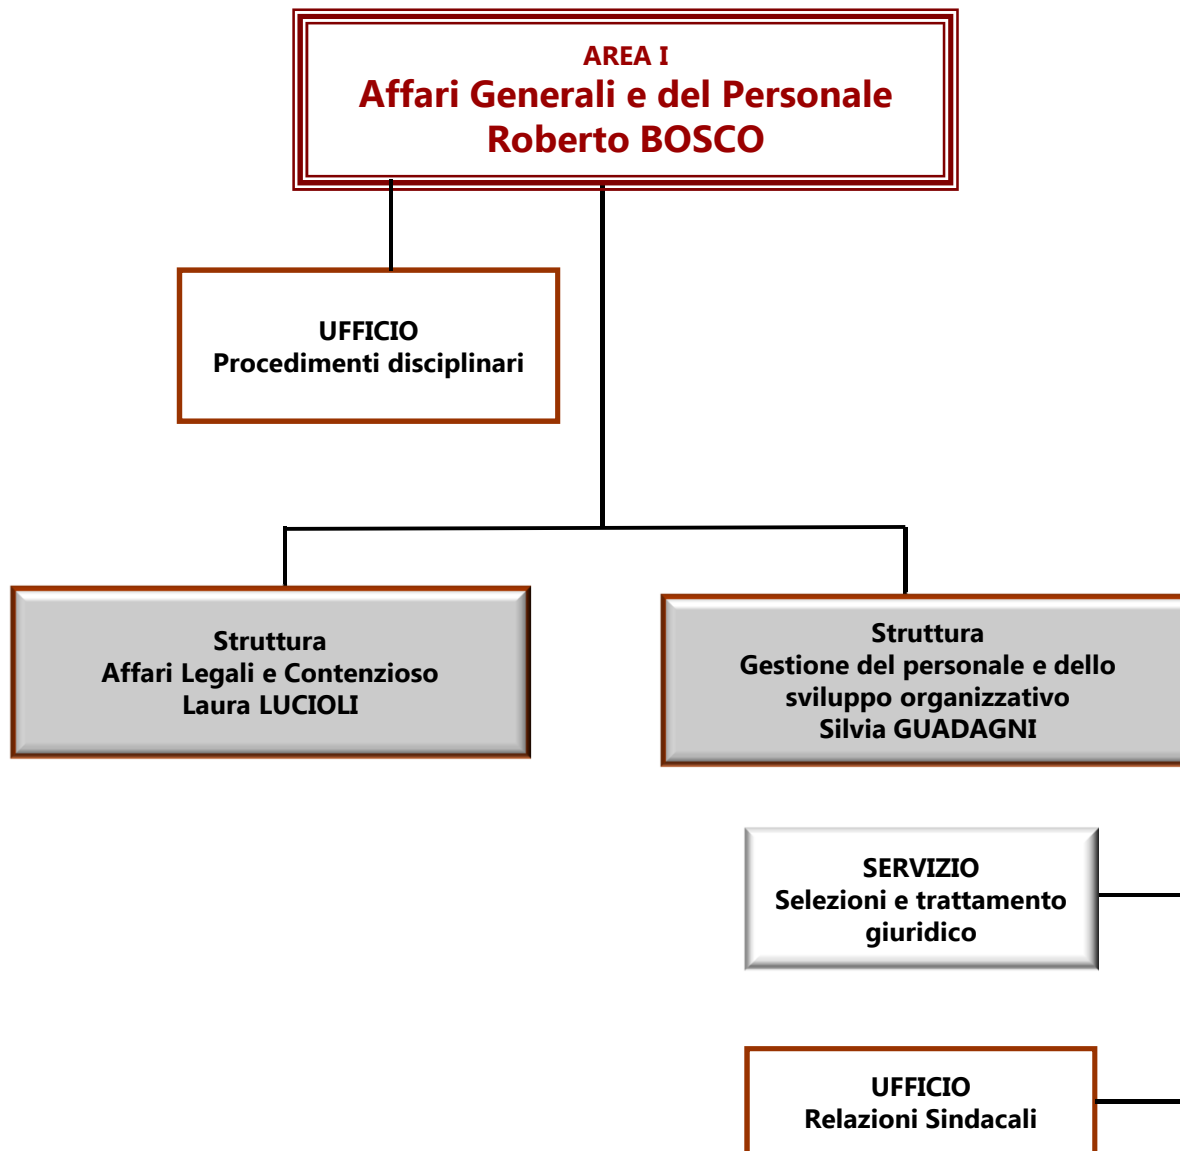 AREA I
Affari Generali e del Personale
Roberto BOSCO
UFFICIO
Procedimenti disciplinari
Struttura
Affari Legali e Contenzioso
Laura LUCIOLI
Struttura
Gestione del personale e dello
sviluppo organizzativo
Silvia GUADAGNI
SERVIZIO
Selezioni e trattamento
giuridico
UFFICIO
Relazioni Sindacali